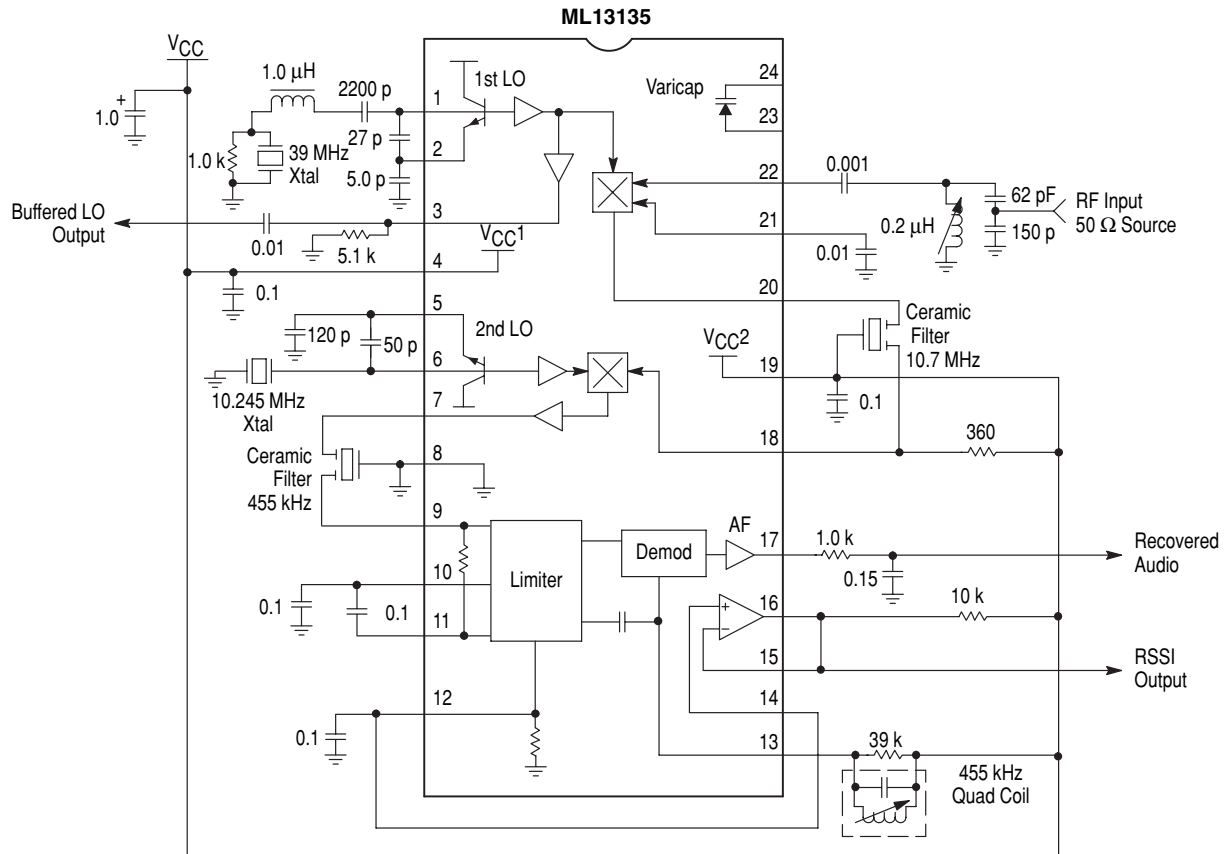 ML13135
VCC
1.0 µH
2200 p
1st LO
24
Varicap
23
+
1.0
1
27 p
2
1.0 k
39 MHz
Xtal
5.0 p
22
0.001
62 pF
RF Input
50 Ω Source
150 p
0.2 µH
21
0.01
Buffered LO
Output
3
0.01
5.1 k
VCC1
4
0.1
20
Ceramic
Filter
10.7 MHz
5
2nd LO
120 p
50 p
6
VCC2
19
0.1
10.245 MHz
Xtal
7
18
360
Ceramic
Filter
455 kHz
8
9
AF
17
1.0 k
Recovered
Audio
Demod
Limiter
0.15
10
0.1
0.1
11
+
–
16
10 k
15
RSSI
Output
14
12
0.1
13
39 k
455 kHz
Quad Coil